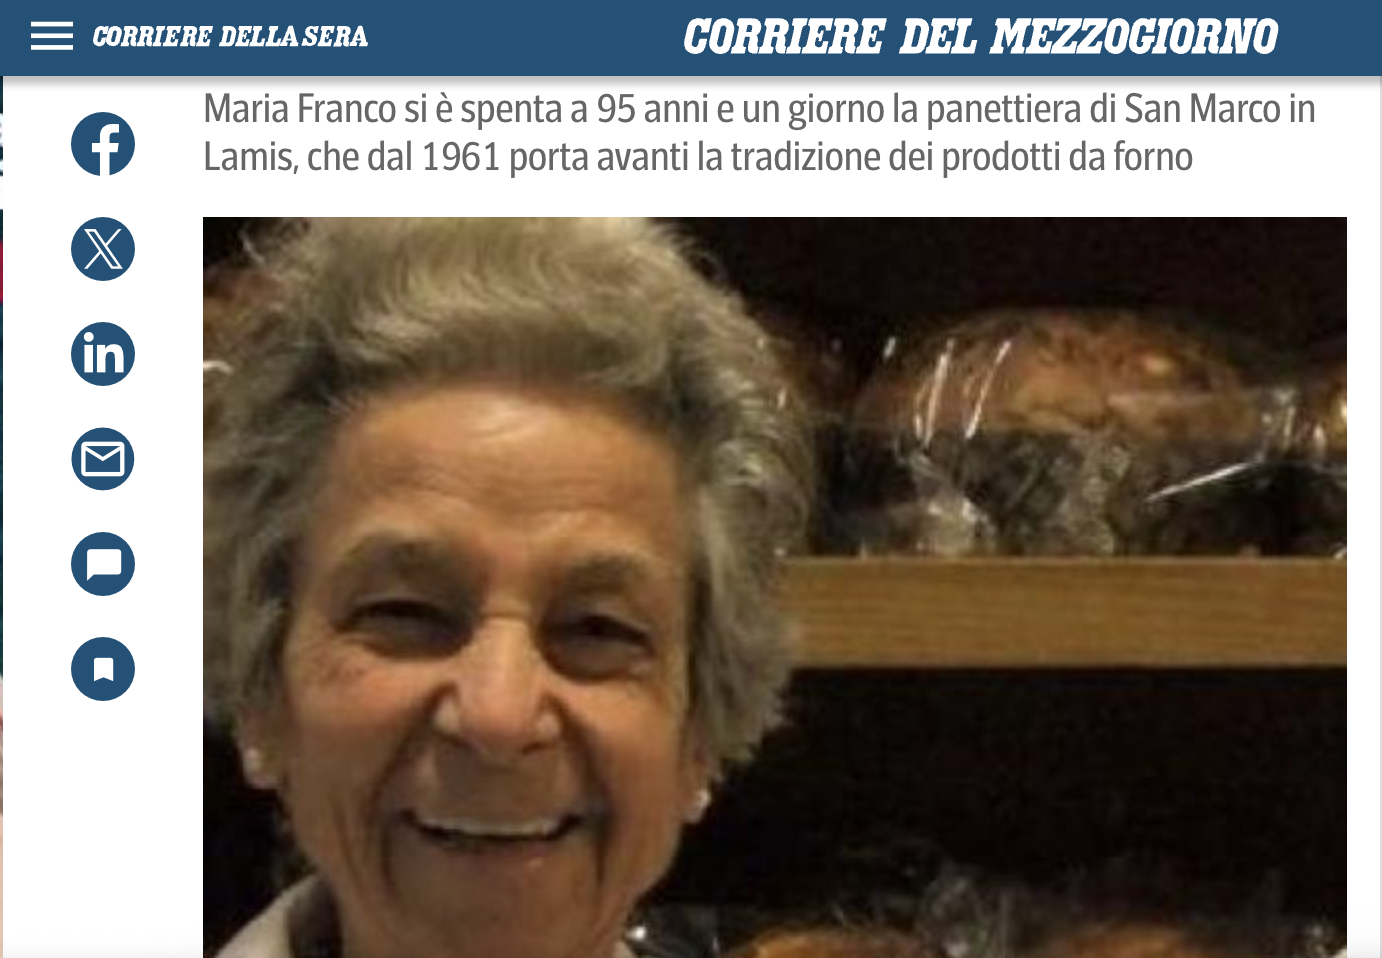 CORRIERE DELLA SERA
CORRIERE DEL MEZZOGIORNO
Maria Franco si è spenta a 95 anni e un giorno la panettiera di San Marco in
Lamis, che dal 1961 porta avanti la tradizione dei prodotti da forno